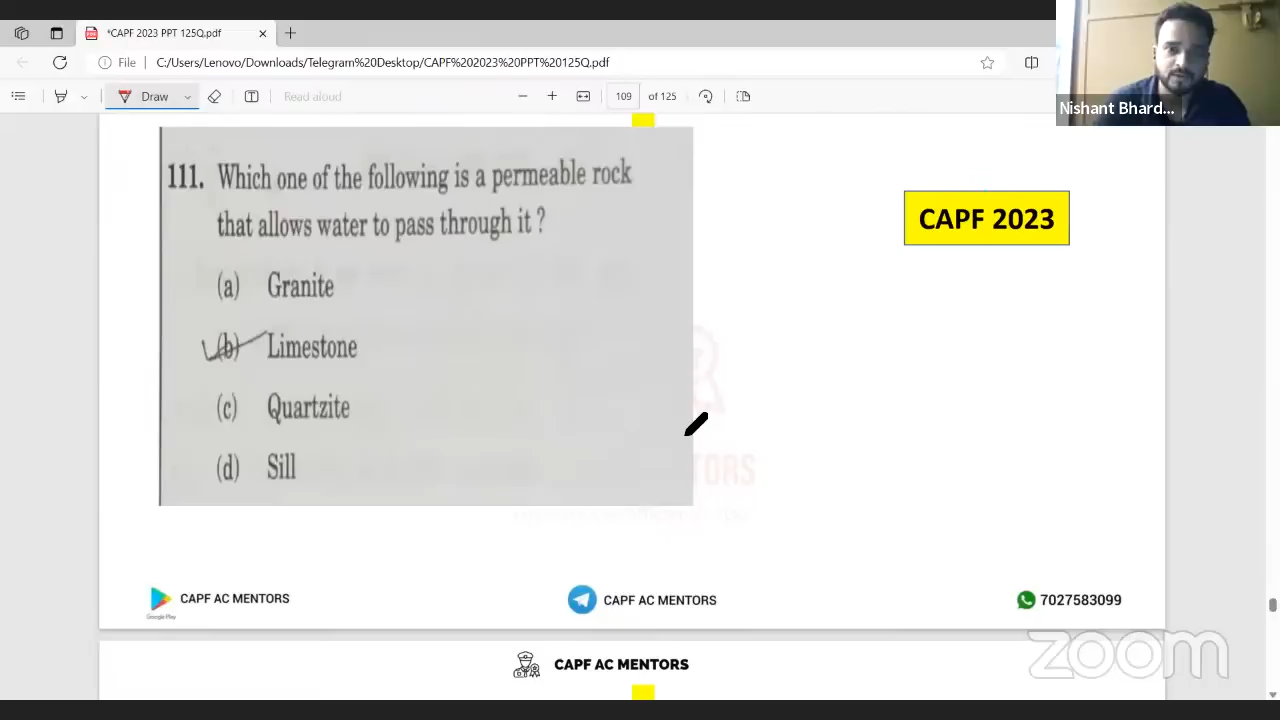 *CAPF 2023 PPT 125Q.pdf
File
C:/Users/Lenovo/Downloads/Telegram%20Desktop/CAPF%202023%20PPT%20125Q.pdf
Draw
Read aloud
109 of 125
Nishant Bhard...
111. Which one of the following is a permeable rock
that allows water to pass through it ?
(a) Granite
(b) Limestone
(c) Quartzite
(d) Sill
CAPF 2023
CAPF AC MENTORS
Google Play
CAPF AC MENTORS
7027583099
zoom
CAPF AC MENTORS